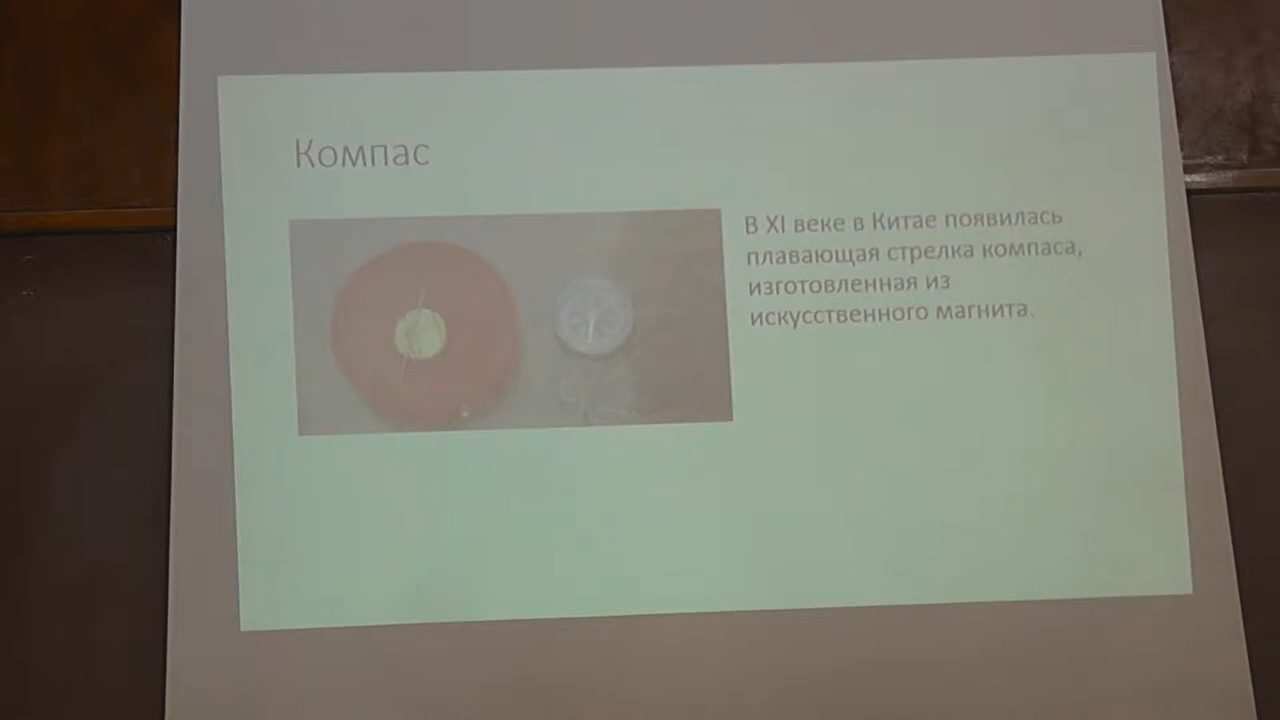 Компас
В XI веке в Китае появилась
плавающая стрелка компаса,
изготовленная из
искусственного магнита.